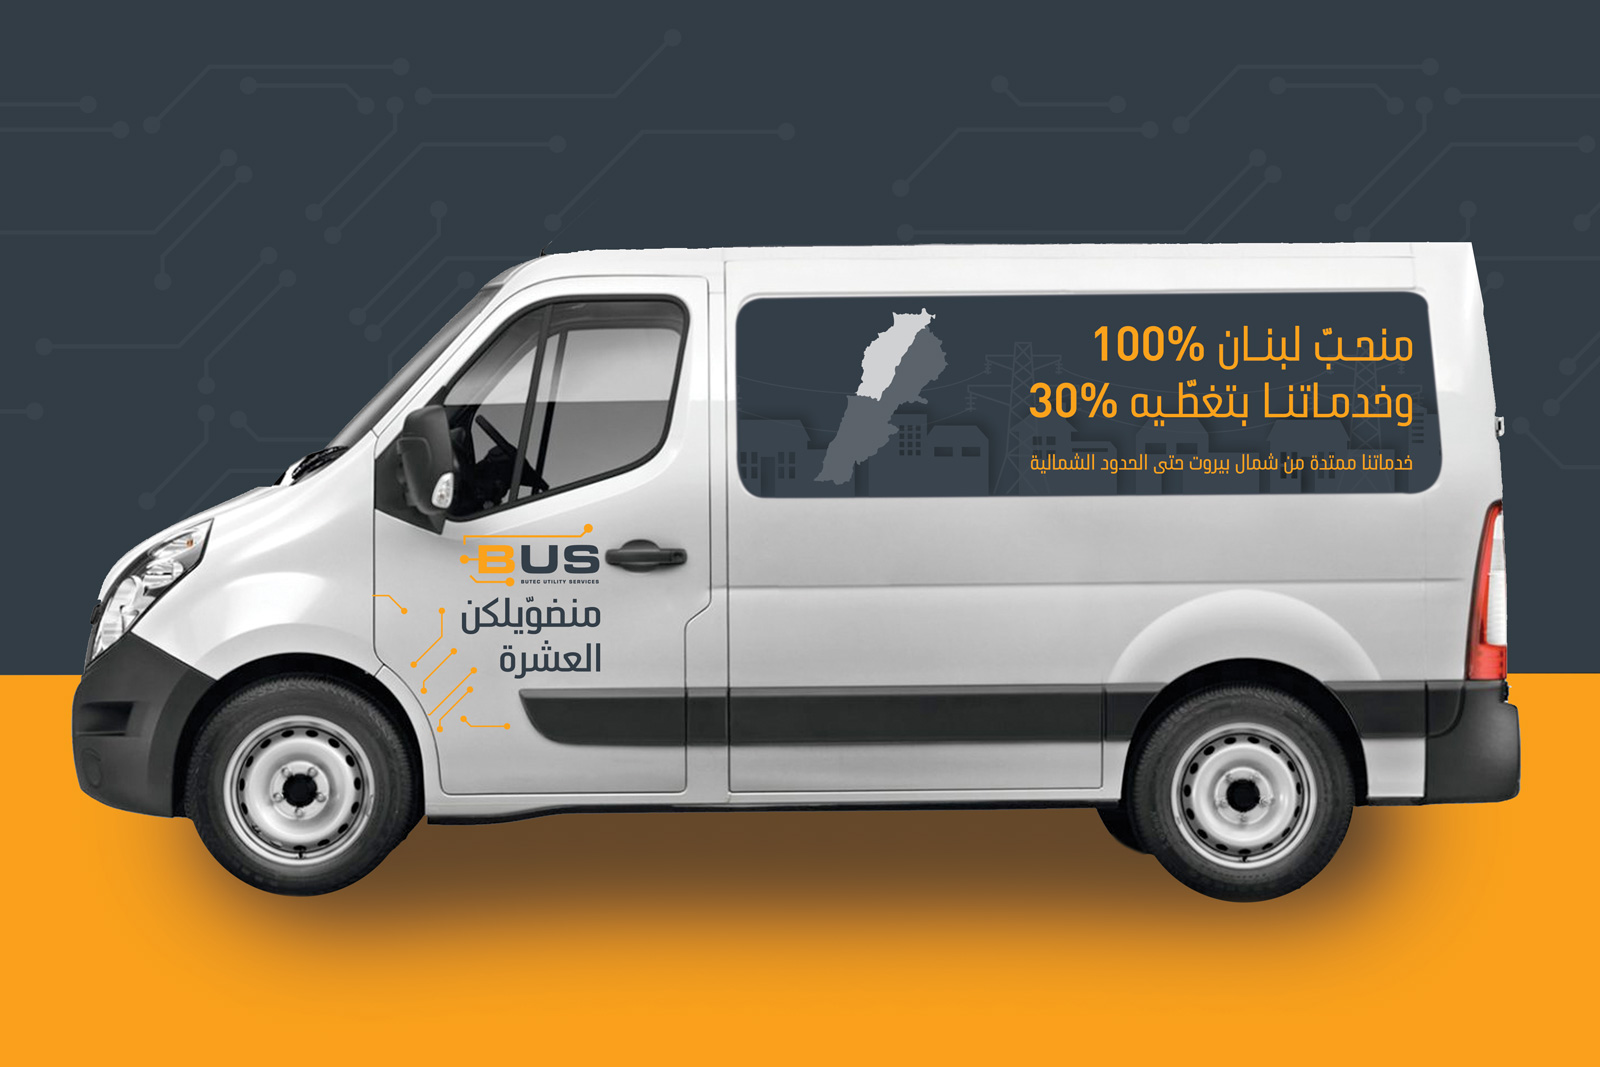 منحبّ لبنان 100%
وخدماتنا بتغطّيه 30%
خدماتنا ممتدة من شمال بيروت حتى الحدود الشمالية
BUS
BUTEC UTILITY SERVICES
منضوّيلكن
العشرة